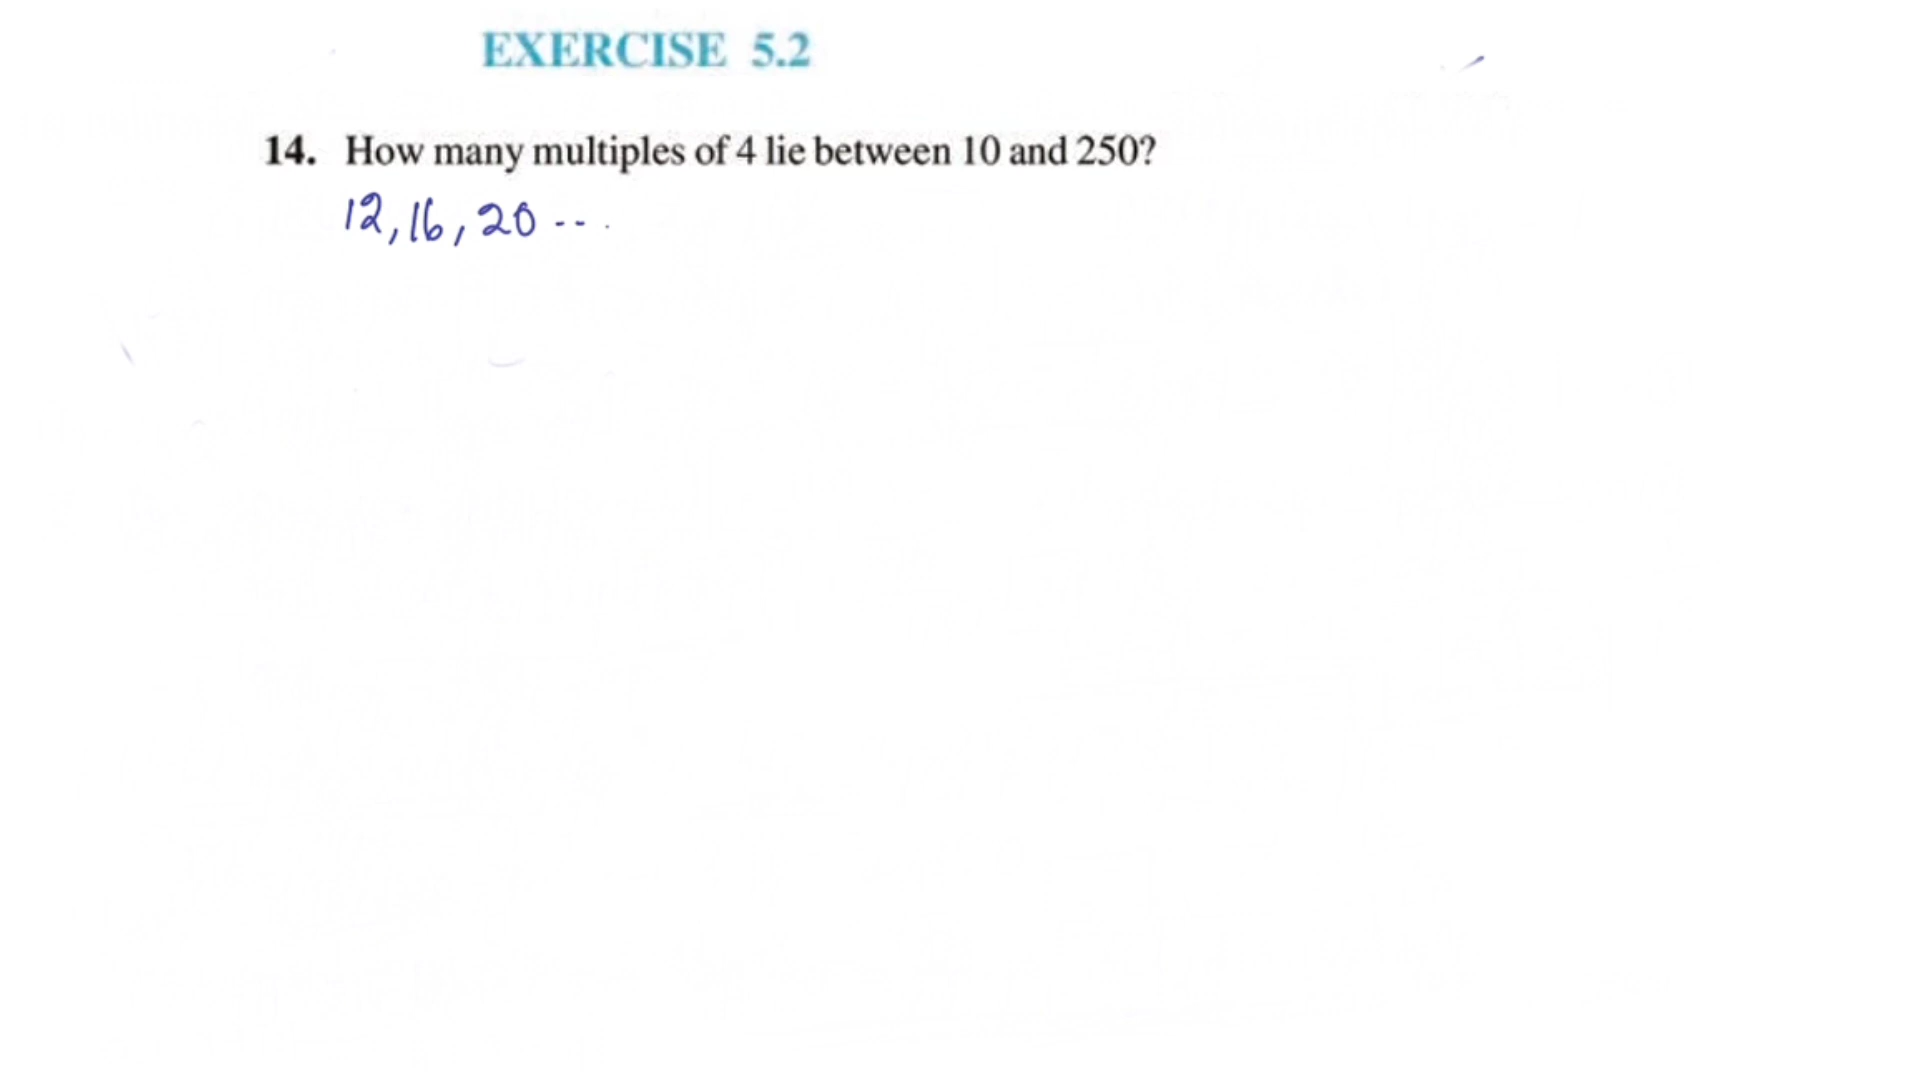 EXERCISE 5.2
14. How many multiples of 4 lie between 10 and 250?
12, 16, 20 --.